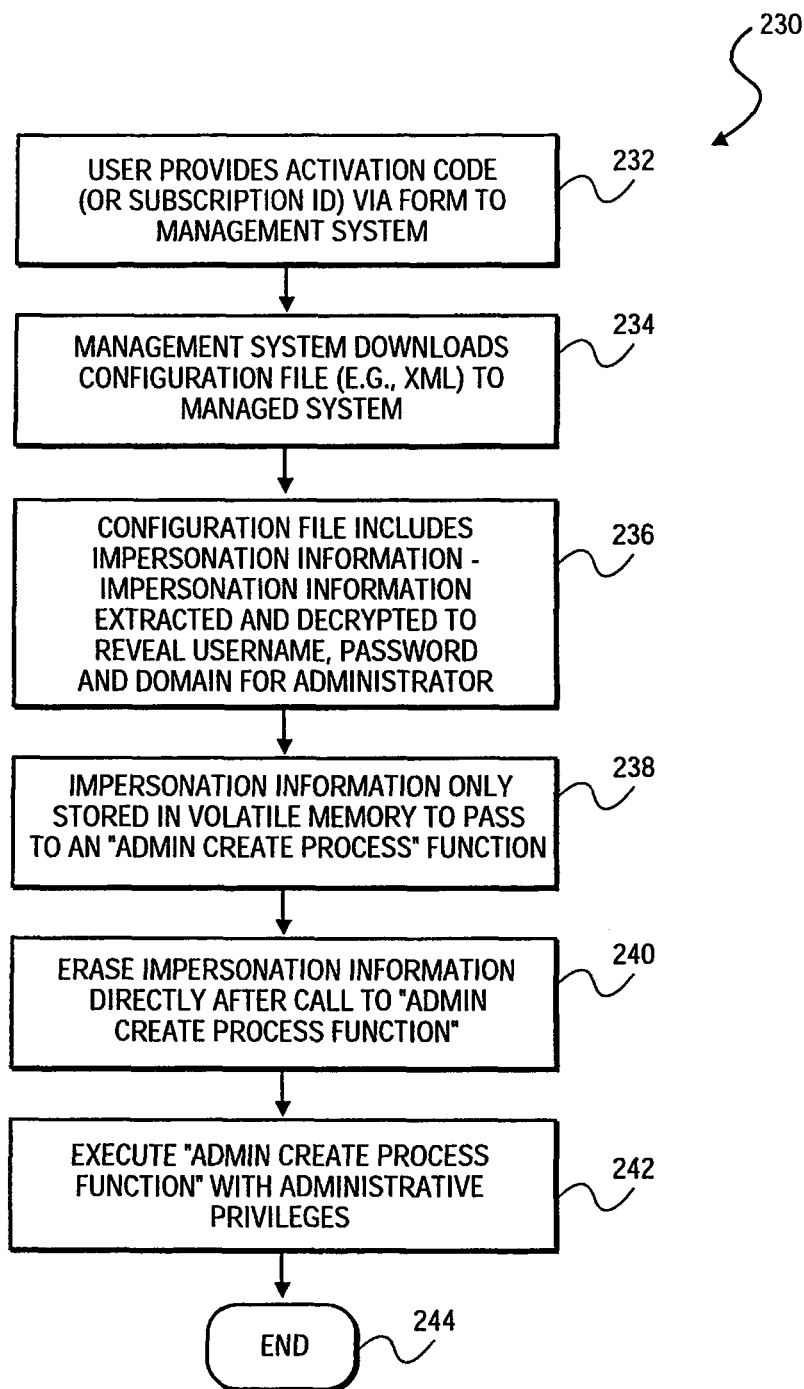 230
USER PROVIDES ACTIVATION CODE
(OR SUBSCRIPTION ID) VIA FORM TO
MANAGEMENT SYSTEM
232
MANAGEMENT SYSTEM DOWNLOADS
CONFIGURATION FILE (E.G., XML) TO
MANAGED SYSTEM
234
CONFIGURATION FILE INCLUDES
IMPERSONATION INFORMATION -
IMPERSONATION INFORMATION
EXTRACTED AND DECRYPTED TO
REVEAL USERNAME, PASSWORD
AND DOMAIN FOR ADMINISTRATOR
236
IMPERSONATION INFORMATION ONLY
STORED IN VOLATILE MEMORY TO PASS
TO AN "ADMIN CREATE PROCESS" FUNCTION
238
ERASE IMPERSONATION INFORMATION
DIRECTLY AFTER CALL TO "ADMIN
CREATE PROCESS FUNCTION"
240
EXECUTE "ADMIN CREATE PROCESS
FUNCTION" WITH ADMINISTRATIVE
PRIVILEGES
242
END
244